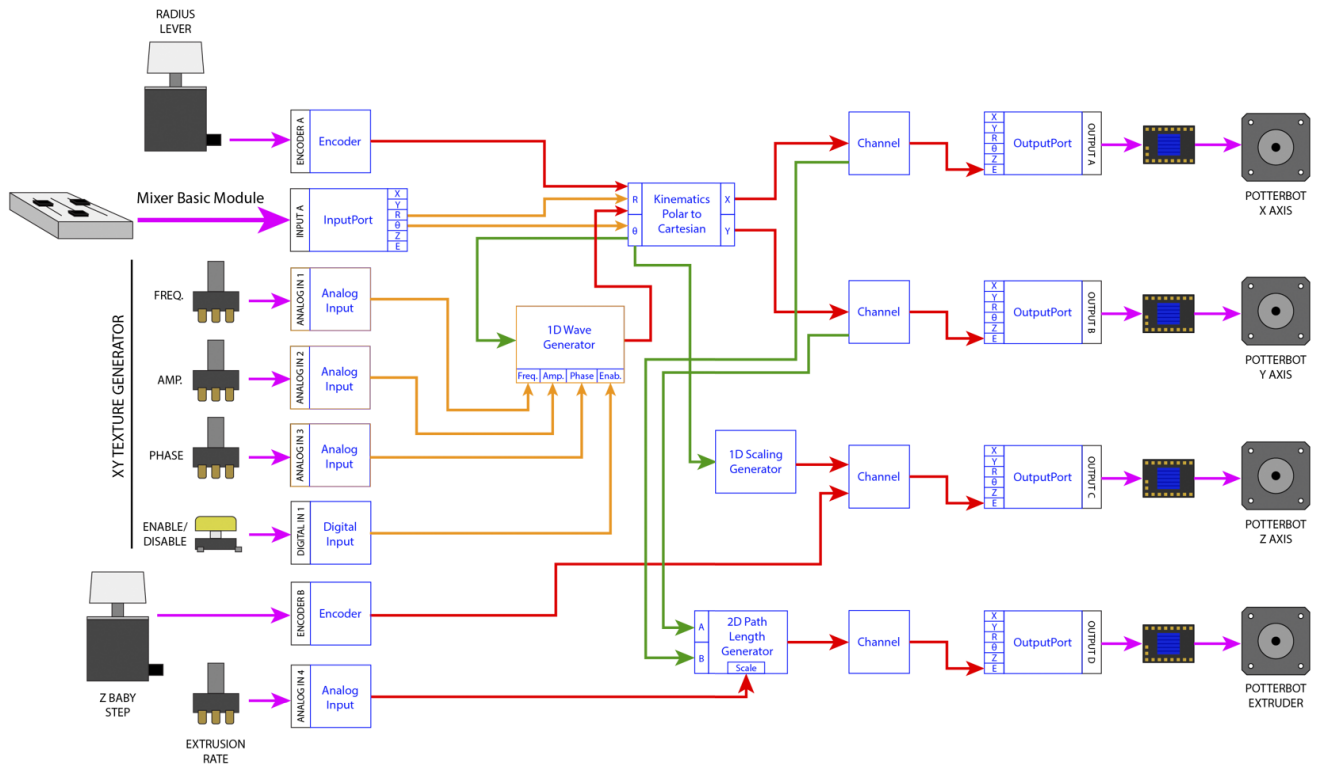 RADIUS
LEVER
ENCODER A
Encoder
Mixer Basic Module
INPUT A
InputPort
X
Y
R
θ
Z
E
XY TEXTURE GENERATOR
FREQ.
ANALOG IN 1
Analog
Input
AMP.
ANALOG IN 2
Analog
Input
PHASE
ANALOG IN 3
Analog
Input
ENABLE/
DISABLE
DIGITAL IN 1
Digital
Input
Z BABY
STEP
ENCODER B
Encoder
EXTRUSION
RATE
ANALOG IN 4
Analog
Input
R
θ
Kinematics
Polar to
Cartesian
X
Y
1D Wave
Generator
Freq.
Amp.
Phase
Enab.
1D Scaling
Generator
A
B
2D Path
Length
Generator
Scale
Channel
X
Y
R
θ
Z
E
OutputPort
OUTPUT A
POTTERBOT
X AXIS
Channel
X
Y
R
θ
Z
E
OutputPort
OUTPUT B
POTTERBOT
Y AXIS
Channel
X
Y
R
θ
Z
E
OutputPort
OUTPUT C
POTTERBOT
Z AXIS
Channel
X
Y
R
θ
Z
E
OutputPort
OUTPUT D
POTTERBOT
EXTRUDER